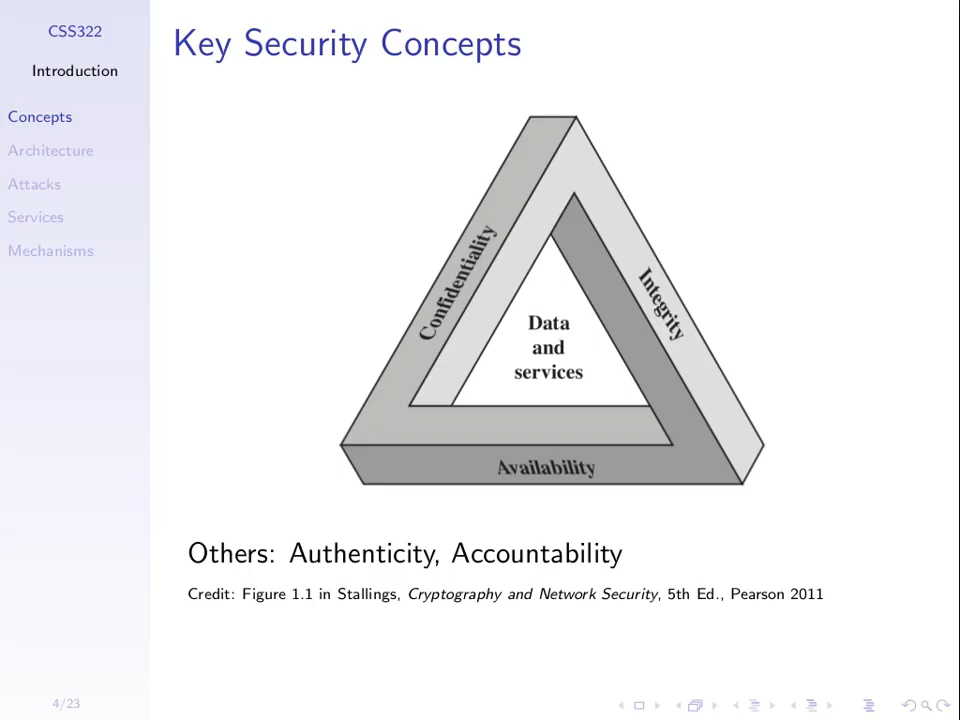 CSS322
Introduction
Concepts
Architecture
Attacks
Services
Mechanisms
4/23
Key Security Concepts
Confidentiality
Integrity
Data
and
services
Availability
Others: Authenticity, Accountability
Credit: Figure 1.1 in Stallings, Cryptography and Network Security, 5th Ed., Pearson 2011